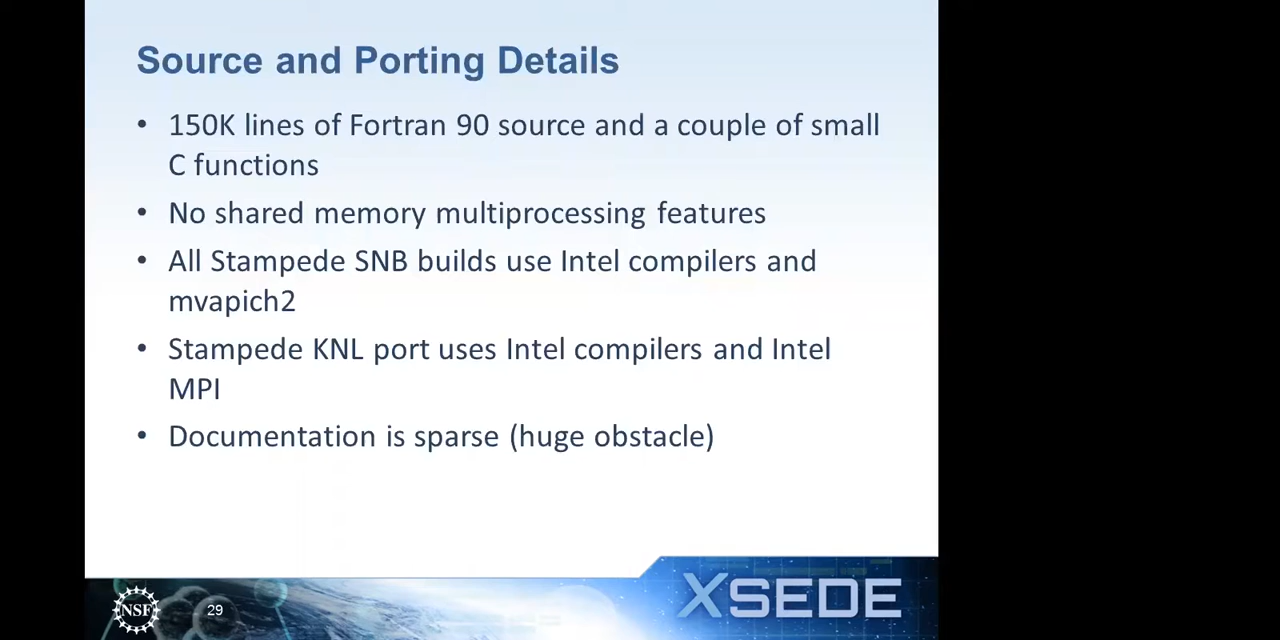 Source and Porting Details
• 150K lines of Fortran 90 source and a couple of small
C functions
• No shared memory multiprocessing features
• All Stampede SNB builds use Intel compilers and
mvapich2
• Stampede KNL port uses Intel compilers and Intel
MPI
• Documentation is sparse (huge obstacle)
NSF
29
XSEDE